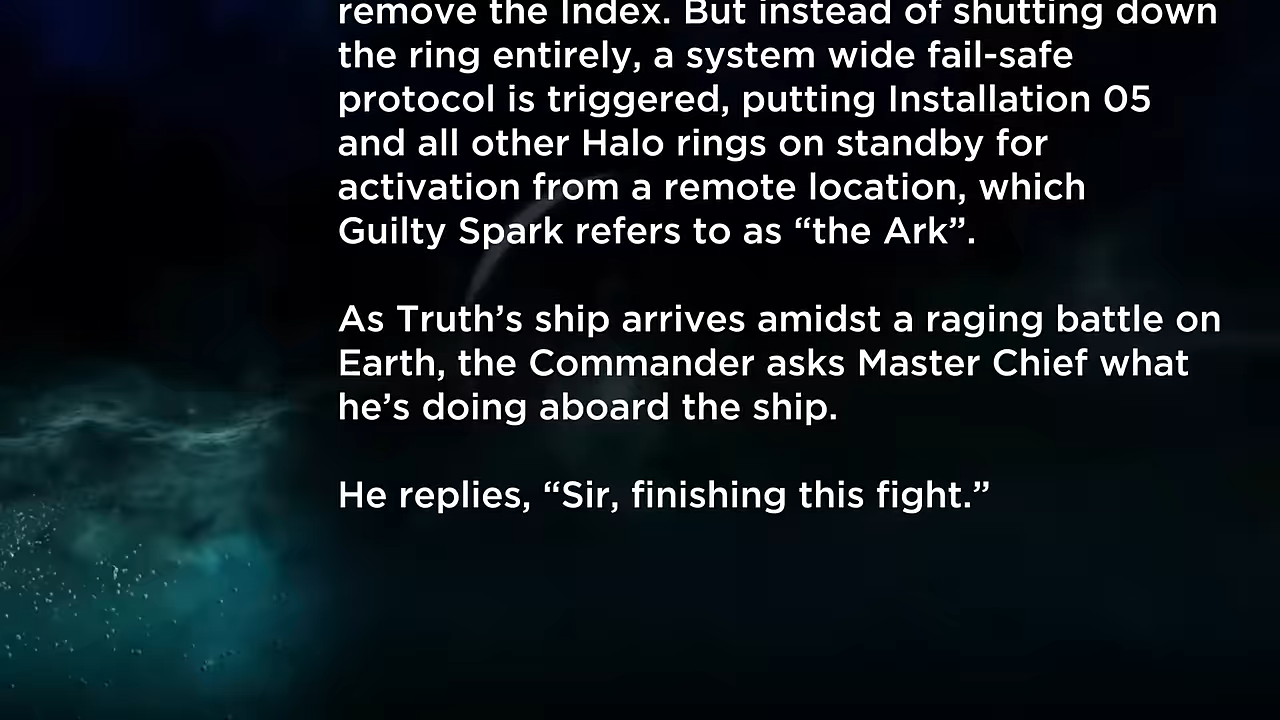 remove the Index. But instead of shutting down
the ring entirely, a system wide fail-safe
protocol is triggered, putting Installation 05
and all other Halo rings on standby for
activation from a remote location, which
Guilty Spark refers to as “the Ark”.
As Truth’s ship arrives amidst a raging battle on
Earth, the Commander asks Master Chief what
he’s doing aboard the ship.
He replies, “Sir, finishing this fight.”